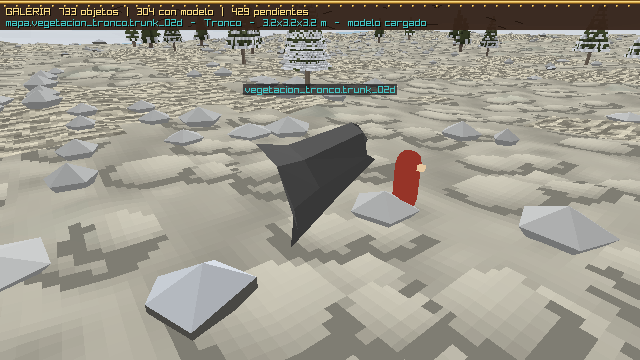 GALERIA 733 objetos | 304 con modelo | 429 pendientes
mapa.vegetacion_tronco.trunk_02d - Tronco - 3.2x3.2x3.2 m - modelo cargado
vegetacion_tronco.trunk_02d